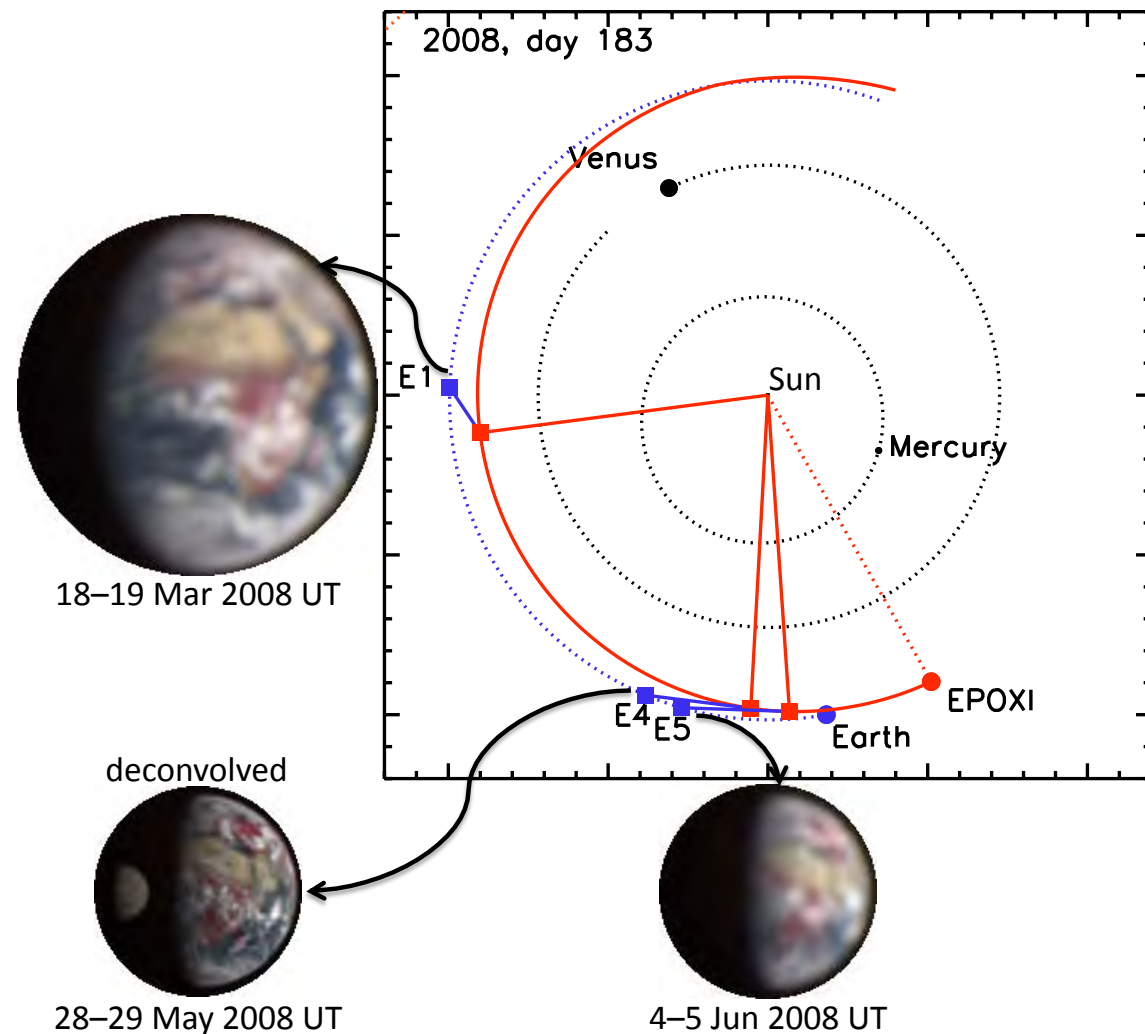 2008, day 183
Venus
E1
Sun
Mercury
18–19 Mar 2008 UT
EPOXI
E4
E5
Earth
deconvolved
28–29 May 2008 UT
4–5 Jun 2008 UT